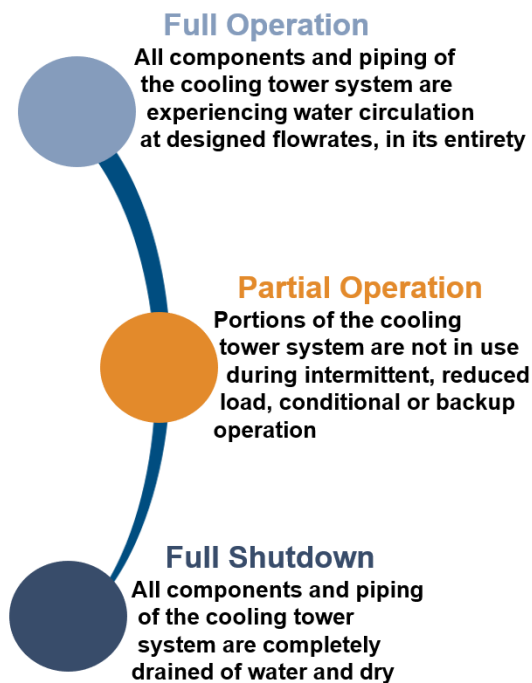 Full Operation
All components and piping of
the cooling tower system are
experiencing water circulation
at designed flowrates, in its entirety
Partial Operation
Portions of the cooling
tower system are not in use
during intermittent, reduced
load, conditional or backup
operation
Full Shutdown
All components and piping
of the cooling tower
system are completely
drained of water and dry